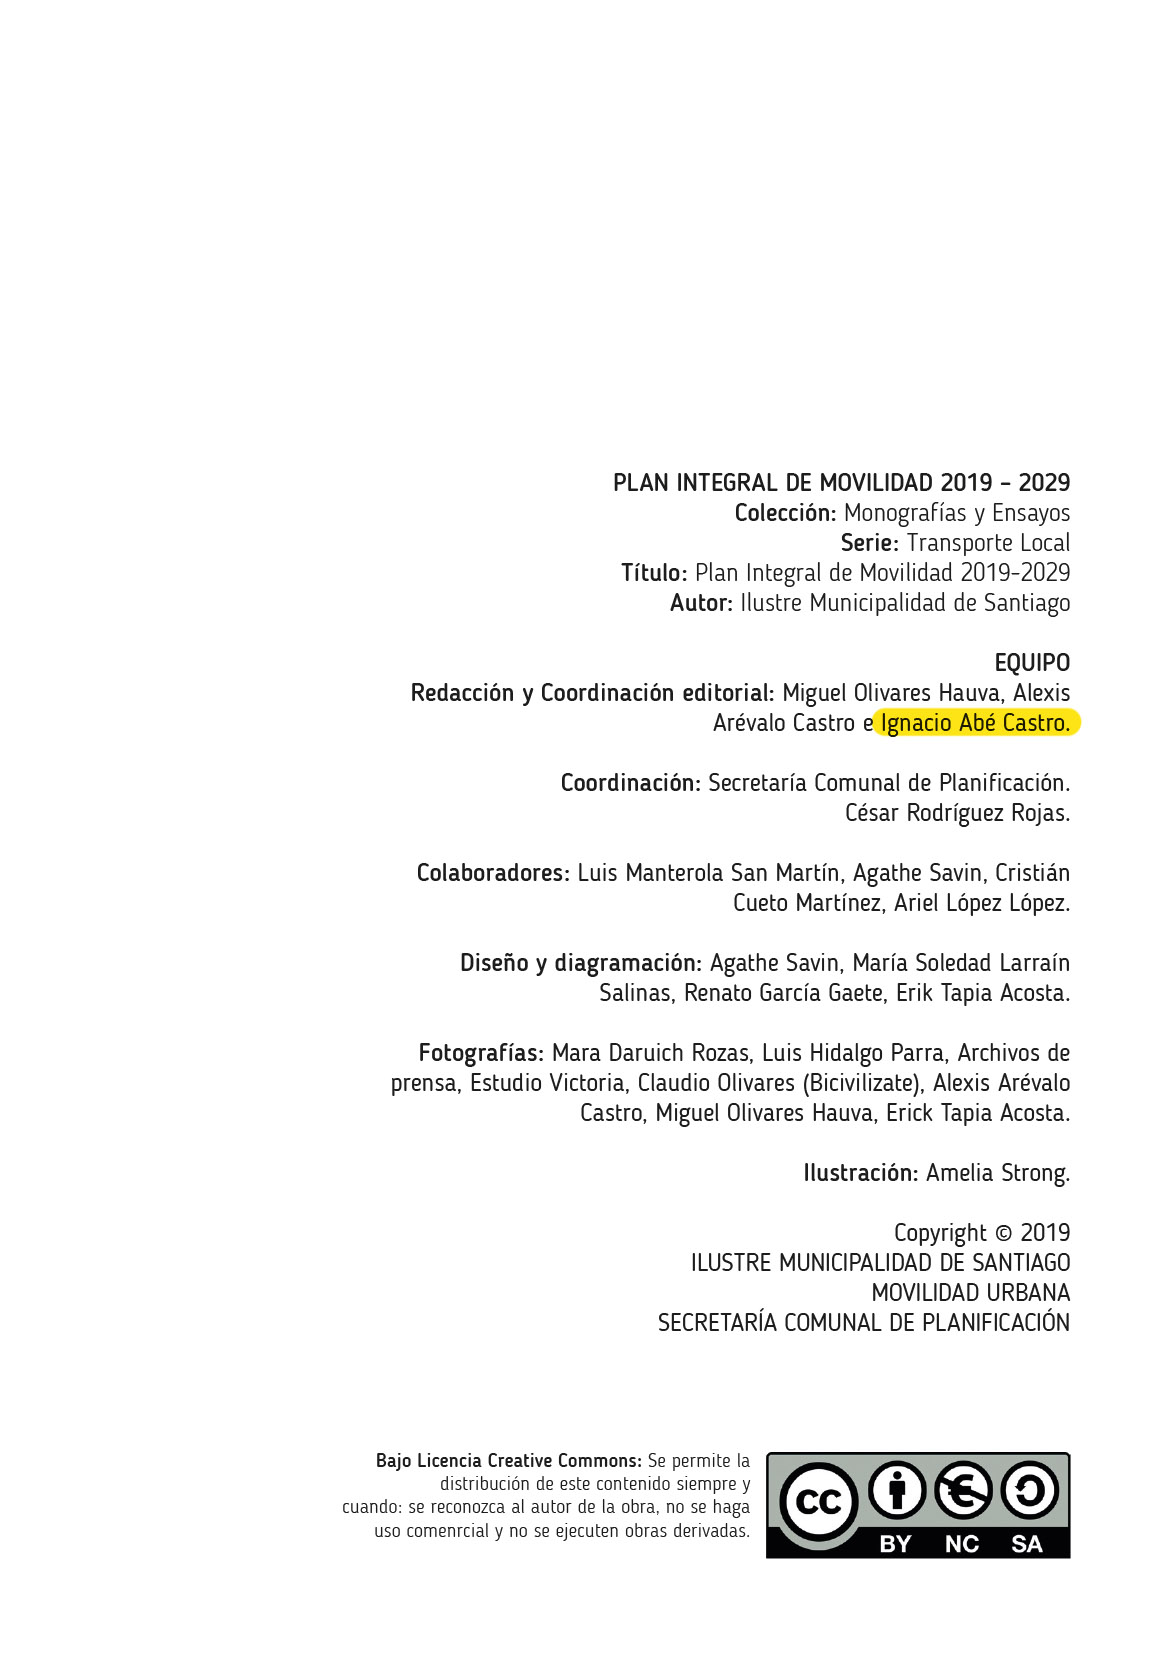 PLAN INTEGRAL DE MOVILIDAD 2019 – 2029
Colección: Monografías y Ensayos
Serie: Transporte Local
Título: Plan Integral de Movilidad 2019-2029
Autor: Ilustre Municipalidad de Santiago
EQUIPO
Redacción y Coordinación editorial: Miguel Olivares Hauva, Alexis
Arévalo Castro e Ignacio Abé Castro.
Coordinación: Secretaría Comunal de Planificación.
César Rodríguez Rojas.
Colaboradores: Luis Manterola San Martín, Agathe Savin, Cristián
Cueto Martínez, Ariel López López.
Diseño y diagramación: Agathe Savin, María Soledad Larraín
Salinas, Renato García Gaete, Erik Tapia Acosta.
Fotografías: Mara Daruich Rozas, Luis Hidalgo Parra, Archivos de
prensa, Estudio Victoria, Claudio Olivares (Bicivilizate), Alexis Arévalo
Castro, Miguel Olivares Hauva, Erick Tapia Acosta.
Ilustración: Amelia Strong.
Copyright © 2019
ILUSTRE MUNICIPALIDAD DE SANTIAGO
MOVILIDAD URBANA
SECRETARÍA COMUNAL DE PLANIFICACIÓN
Bajo Licencia Creative Commons: Se permite la
distribución de este contenido siempre y
cuando: se reconozca al autor de la obra, no se haga
uso comenrcial y no se ejecuten obras derivadas.
CC
BY NC SA